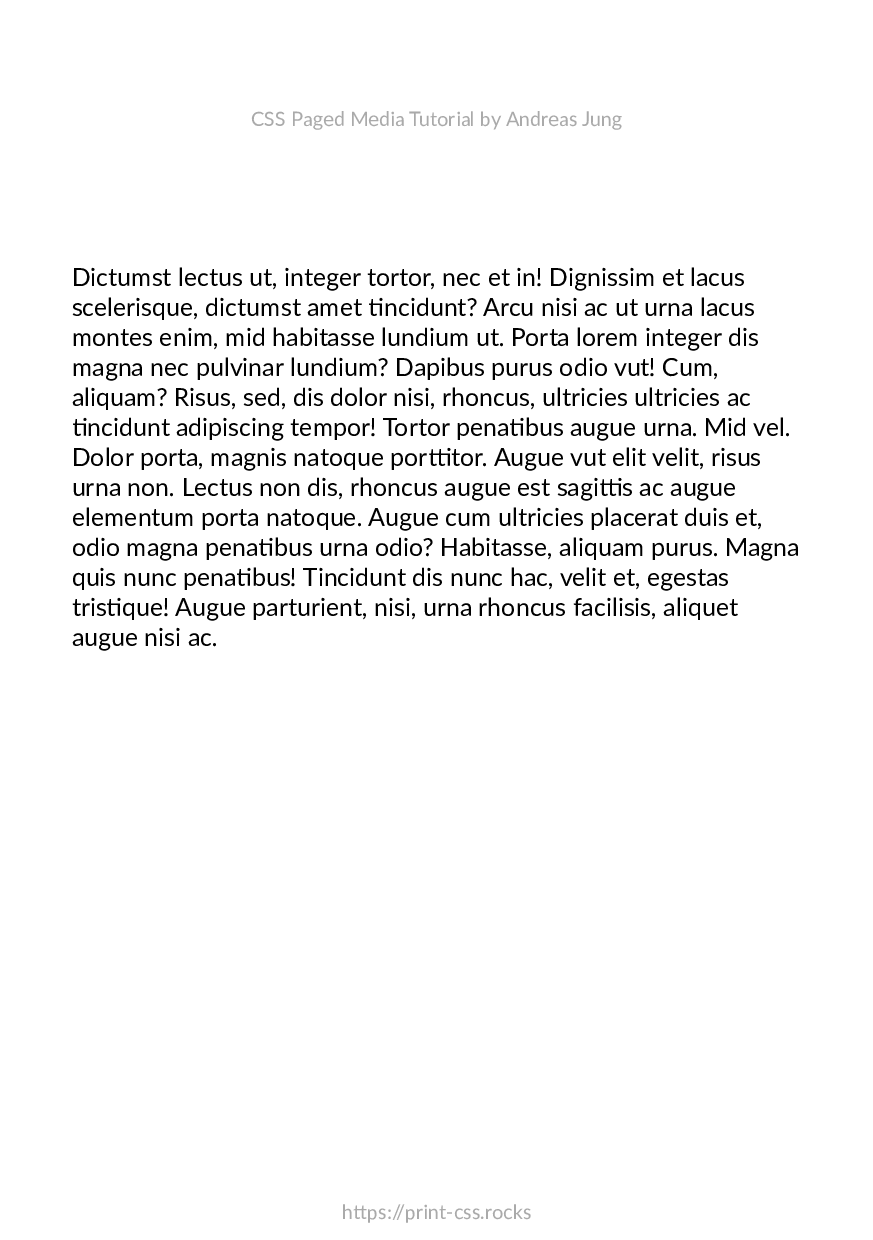 CSS Paged Media Tutorial by Andreas Jung
Dictumst lectus ut, integer tortor, nec et in! Dignissim et lacus
scelerisque, dictumst amet tincidunt? Arcu nisi ac ut urna lacus
montes enim, mid habitasse lundium ut. Porta lorem integer dis
magna nec pulvinar lundium? Dapibus purus odio vut! Cum,
aliquam? Risus, sed, dis dolor nisi, rhoncus, ultricies ultricies ac
tincidunt adipiscing tempor! Tortor penatibus augue urna. Mid vel.
Dolor porta, magnis natoque porttitor. Augue vut elit velit, risus
urna non. Lectus non dis, rhoncus augue est sagittis ac augue
elementum porta natoque. Augue cum ultricies placerat duis et,
odio magna penatibus urna odio? Habitasse, aliquam purus. Magna
quis nunc penatibus! Tincidunt dis nunc hac, velit et, egestas
tristique! Augue parturient, nisi, urna rhoncus facilisis, aliquet
augue nisi ac.
https://print-css.rocks